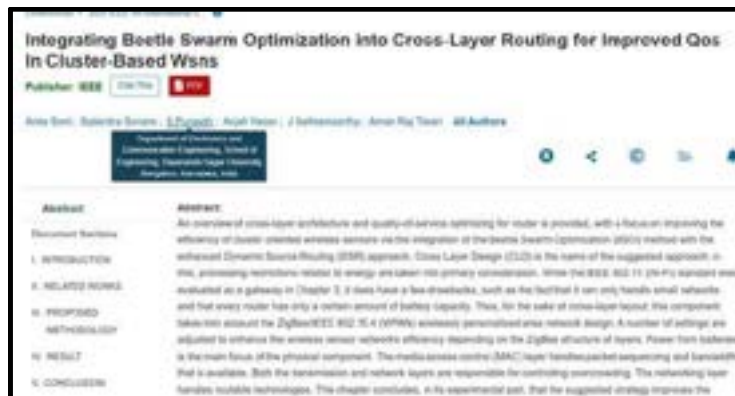 Integrating Beetle Swarm Optimization into Cross-Layer Routing for Improved Qos
in Cluster-Based Wsns
Publisher: IEEE Cite This PDF
All Authors
Department of Electronics and
Communication Engineering, School of
Engineering, Dayananda Sagar University,
Bangalore, Karnataka, India
Abstract
Document Sections
I. INTRODUCTION
II. RELATED WORKS
III. PROPOSED
METHODOLOGY
IV. RESULT
V. CONCLUSION
Abstract:
An overview of cross-layer architecture and quality-of-service optimizing for router is provided, with a focus on improving the
efficiency of cluster oriented wireless sensors via the integration of the Beetle Swarm Optimization (BSO) method with the
enhanced Dynamic Source Routing (DSR) approach. Cross Layer Design (CLD) is the name of the suggested approach; in
this, processing restrictions related to energy are taken into primary consideration. While the IEEE 802.11 standard was
evaluated as a gateway in Chapter 3, it does have a few drawbacks, such as the fact that it can only handle small networks
and that every router has only a certain amount of battery capacity. Thus, for the sake of cross-layer layout, this component
takes into account the ZigBee/IEEE 802.15.4 (WPAN) wirelessly personalised area network design. A number of settings are
adjusted to enhance the wireless sensor networks efficiency depending on the ZigBee structure of layers. Power from batteries
is the main focus of the physical component. The media access control (MAC) layer handles packet sequencing and bandwidth
that is available. Both the transmission and network layers are responsible for controlling overcrowding. The networking layer
handles routable technologies. This chapter concludes, in its experimental part, that the suggested strategy improves the